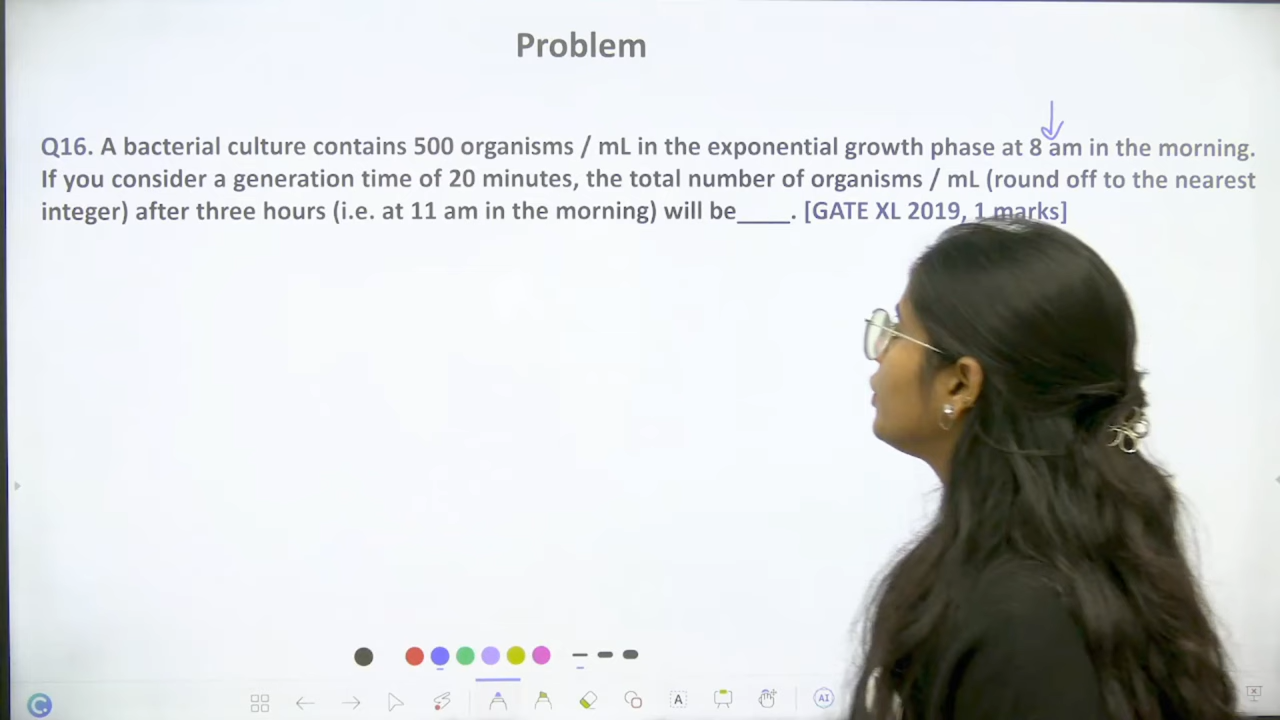 Problem
Q16. A bacterial culture contains 500 organisms / mL in the exponential growth phase at 8 am in the morning.
If you consider a generation time of 20 minutes, the total number of organisms / mL (round off to the nearest
integer) after three hours (i.e. at 11 am in the morning) will be____. [GATE XL 2019, 1 marks]
A
AI